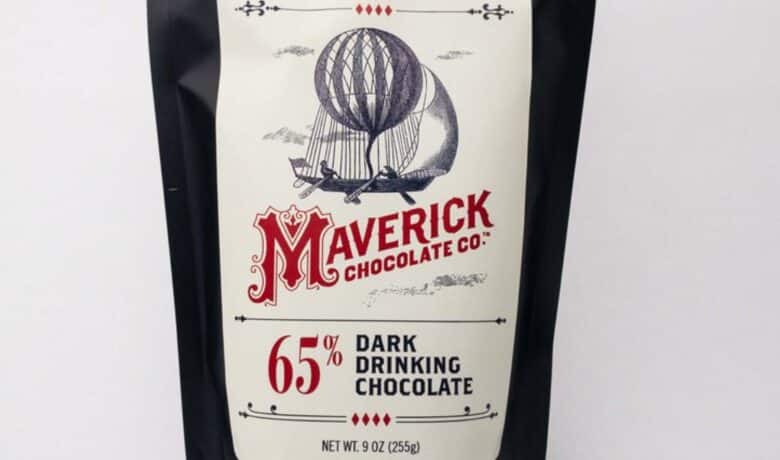 MAVERICK
CHOCOLATE CO.™
65% DARK
DRINKING
CHOCOLATE
NET WT. 9 OZ (255g)